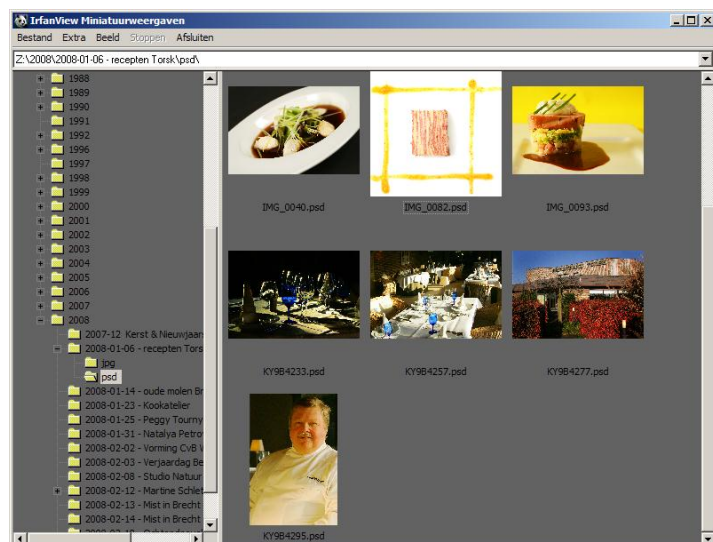 IrfanView Miniatuurweergaven
Bestand Extra Beeld Stoppen Afsluiten
Z:\2008\2008-01-06 - recepten Torsk\psd\
1988
1989
1990
1991
1992
1996
1997
1998
1999
2000
2001
2002
2003
2004
2005
2006
2007
2008
2007-12 Kerst & Nieuwjaar
2008-01-06 - recepten Tors
jpg
psd
2008-01-14 - oude molen Br
2008-01-23 - Kookatelier
2008-01-25 - Peggy Tourny
2008-01-31 - Natalya Petro
2008-02-02 - Vorming CvB
2008-02-03 - Verjaardag Be
2008-02-08 - Studio Natuur
2008-02-12 - Martine Schlet
2008-02-13 - Mist in Brecht
2008-02-14 - Mist in Brecht
IMG_0040.psd IMG_0082.psd IMG_0093.psd
KY9B4233.psd KY9B4257.psd KY9B4277.psd
KY9B4295.psd